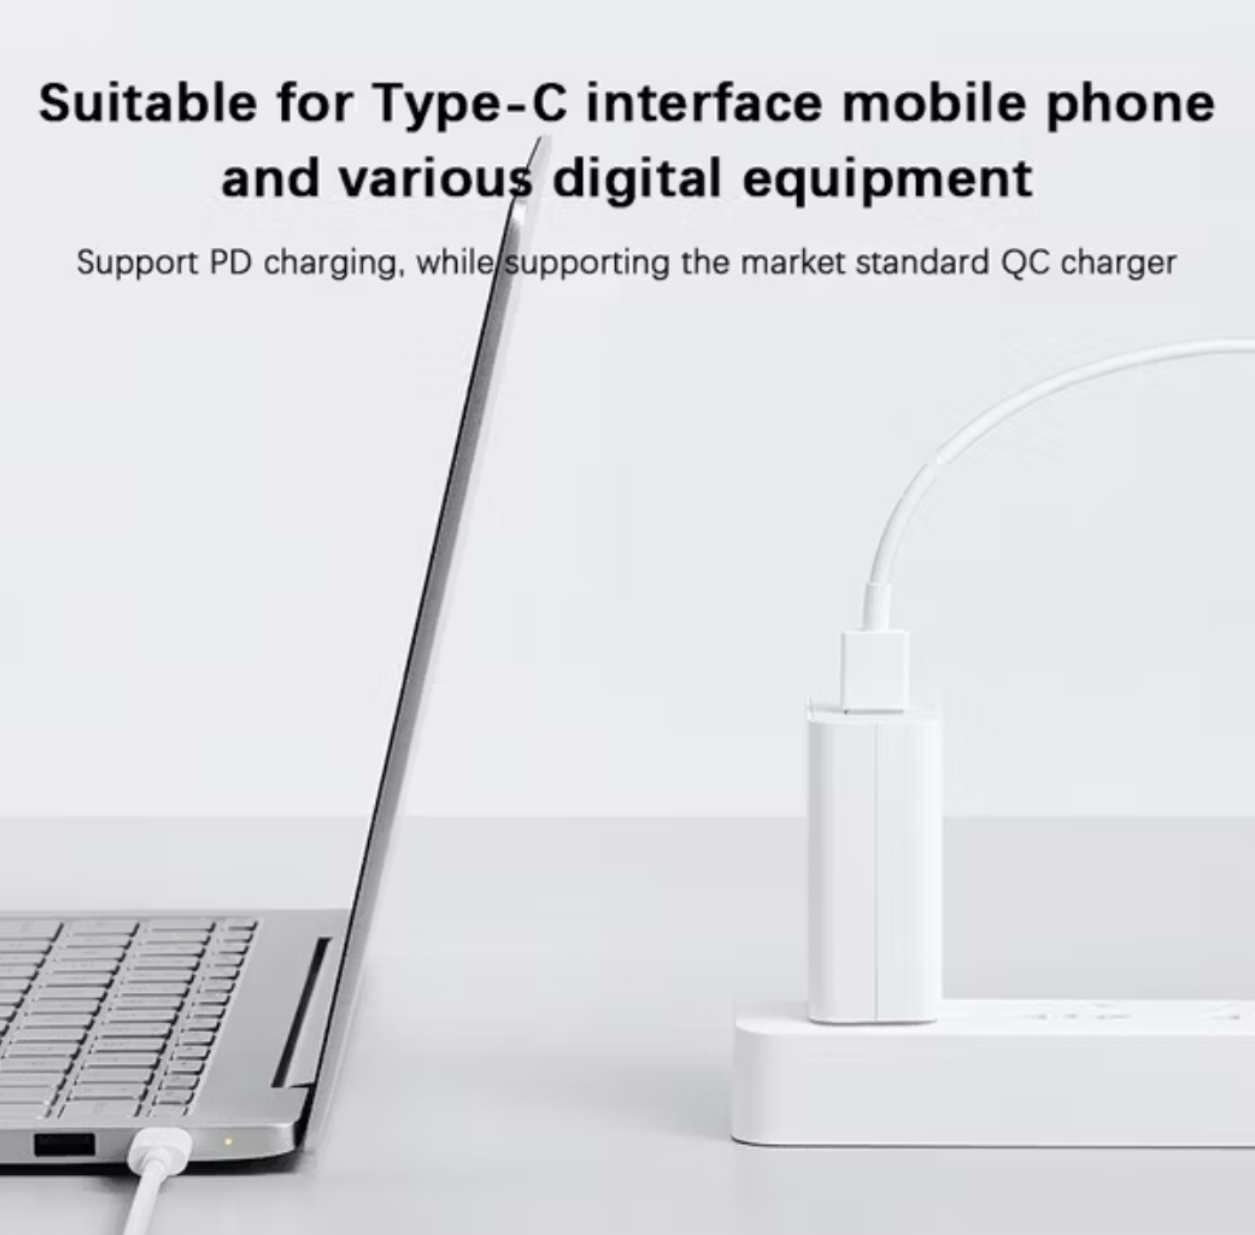 Suitable for Type-C interface mobile phone
and various digital equipment
Support PD charging, while supporting the market standard QC charger